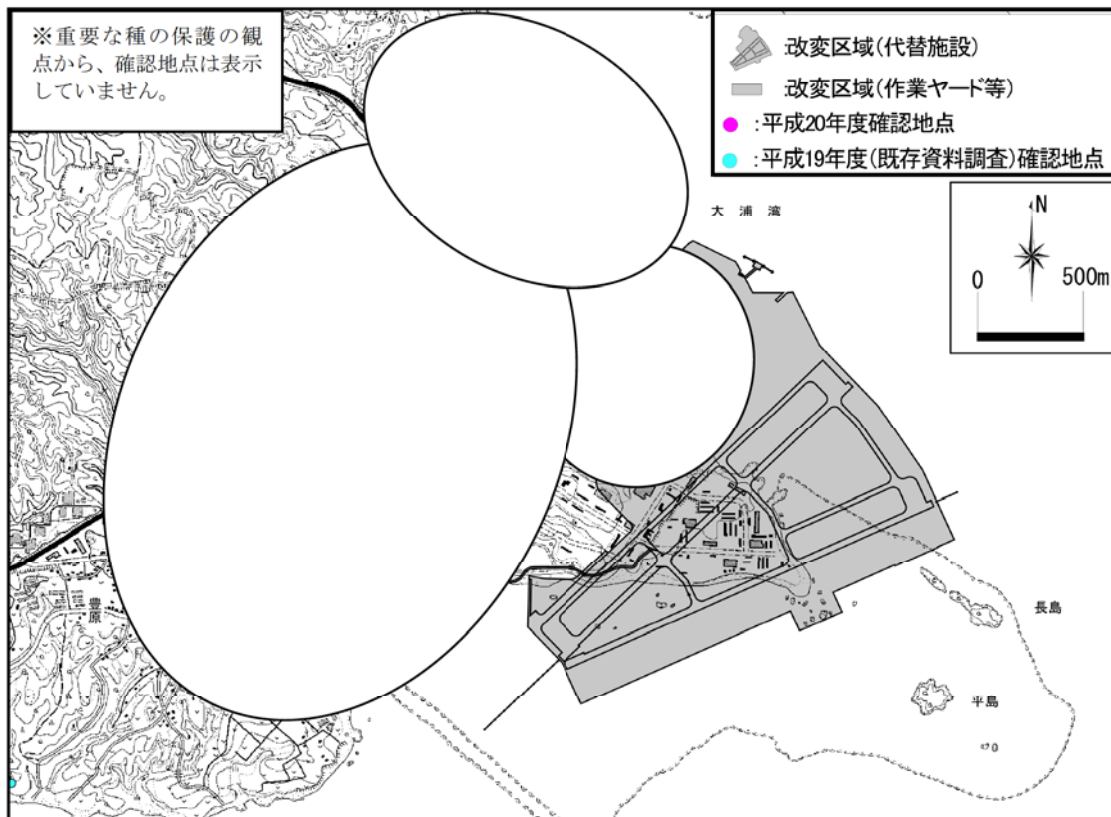 ※重要な種の保護の観
点から、確認地点は表示
していません。
:改変区域(代替施設)
:改変区域(作業ヤード等)
:平成20年度確認地点
:平成19年度(既存資料調査)確認地点
大浦湾
N
0 500m
豊原
長島
平島